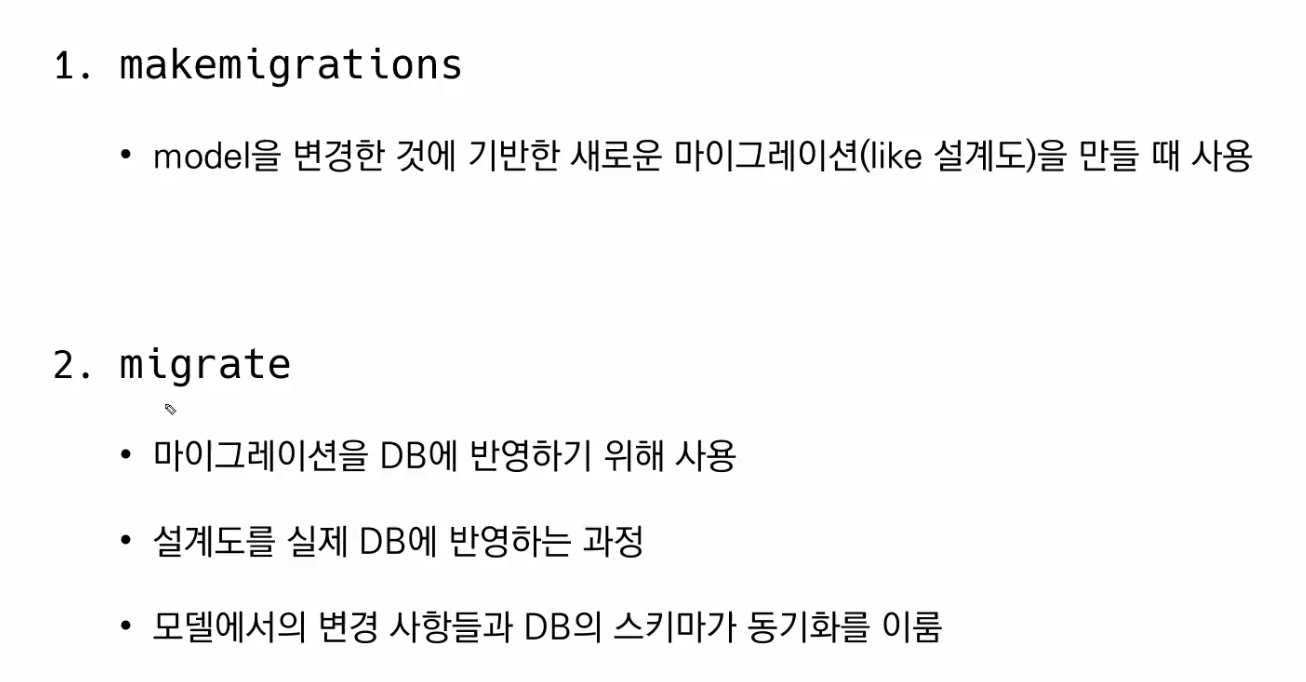 1. makemigrations
• model을 변경한 것에 기반한 새로운 마이그레이션(like 설계도)을 만들 때 사용
2. migrate
• 마이그레이션을 DB에 반영하기 위해 사용
• 설계도를 실제 DB에 반영하는 과정
• 모델에서의 변경 사항들과 DB의 스키마가 동기화를 이룸